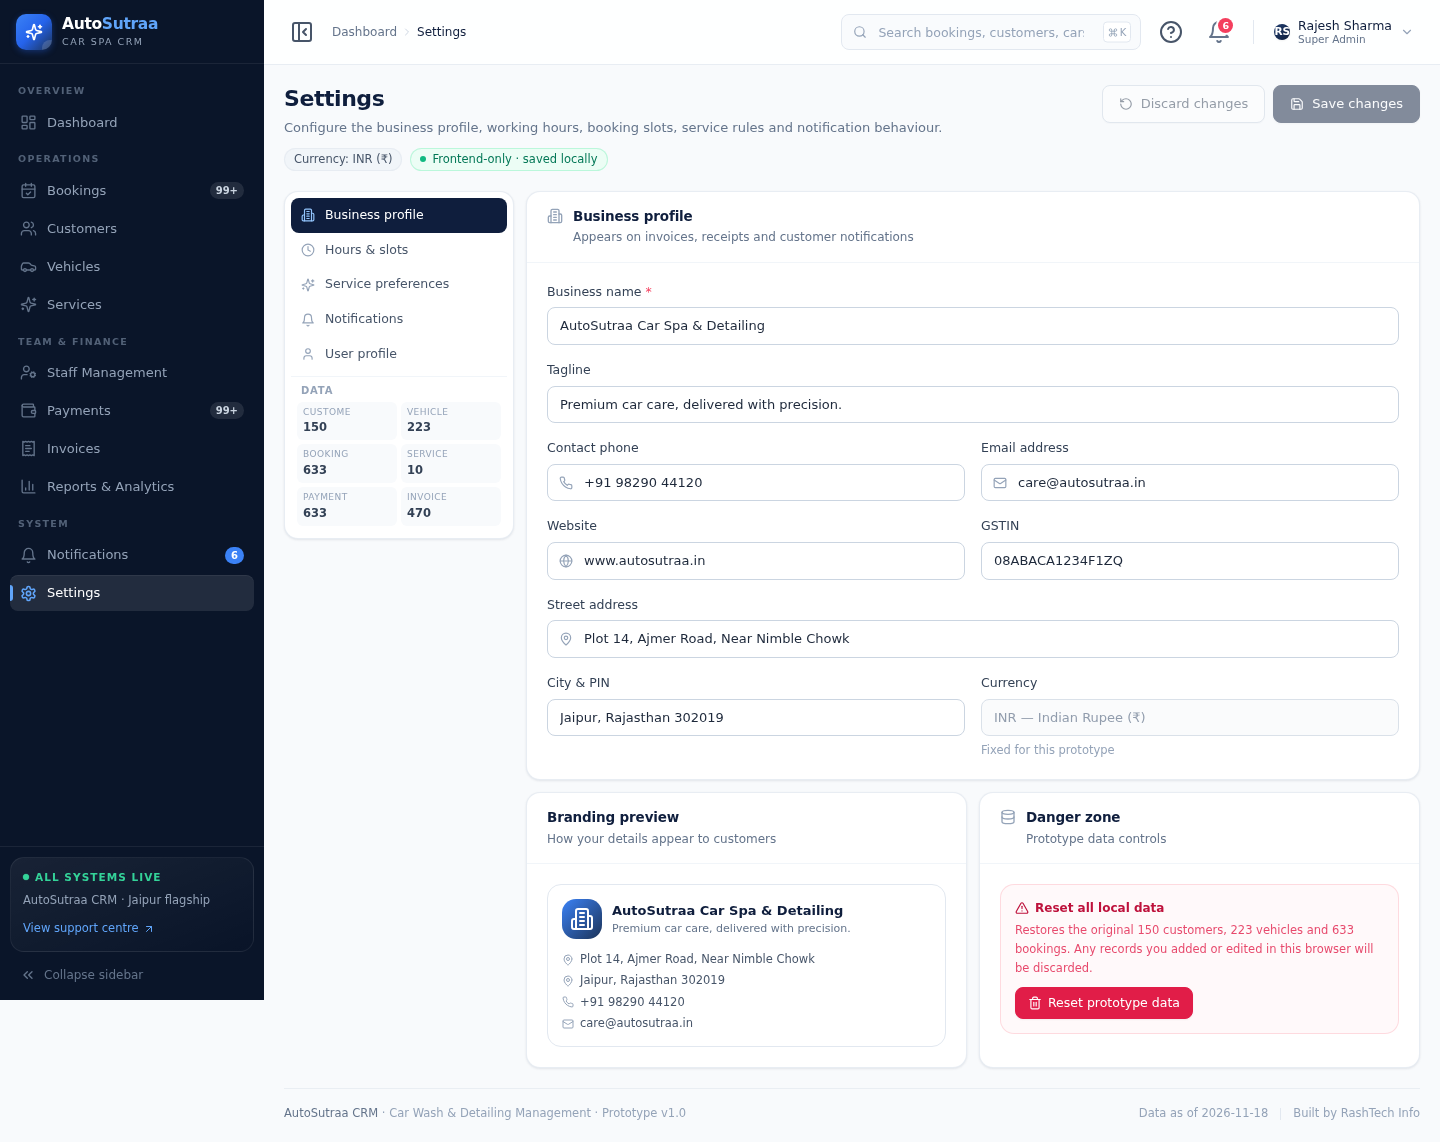 AutoSutraa
CAR SPA CRM
OVERVIEW
Dashboard
OPERATIONS
Bookings 99+
Customers
Vehicles
Services
TEAM & FINANCE
Staff Management
Payments 99+
Invoices
Reports & Analytics
SYSTEM
Notifications 6
Settings
ALL SYSTEMS LIVE
AutoSutraa CRM · Jaipur flagship
View support centre
Collapse sidebar
Dashboard Settings
Search bookings, customers, car
⌘K
6
RS
Rajesh Sharma
Super Admin
Settings
Configure the business profile, working hours, booking slots, service rules and notification behaviour.
Discard changes
Save changes
Currency: INR (₹)
Frontend-only · saved locally
Business profile
Hours & slots
Service preferences
Notifications
User profile
DATA
CUSTOME VEHICLE
150 223
BOOKING SERVICE
633 10
PAYMENT INVOICE
633 470
Business profile
Appears on invoices, receipts and customer notifications
Business name *
AutoSutraa Car Spa & Detailing
Tagline
Premium car care, delivered with precision.
Contact phone Email address
+91 98290 44120 care@autosutraa.in
Website GSTIN
www.autosutraa.in 08ABACA1234F1ZQ
Street address
Plot 14, Ajmer Road, Near Nimble Chowk
City & PIN Currency
Jaipur, Rajasthan 302019 INR — Indian Rupee (₹)
Fixed for this prototype
Branding preview
How your details appear to customers
AutoSutraa Car Spa & Detailing
Premium car care, delivered with precision.
Plot 14, Ajmer Road, Near Nimble Chowk
Jaipur, Rajasthan 302019
+91 98290 44120
care@autosutraa.in
Danger zone
Prototype data controls
Reset all local data
Restores the original 150 customers, 223 vehicles and 633
bookings. Any records you added or edited in this browser will
be discarded.
Reset prototype data
AutoSutraa CRM · Car Wash & Detailing Management · Prototype v1.0
Data as of 2026-11-18 Built by RashTech Info